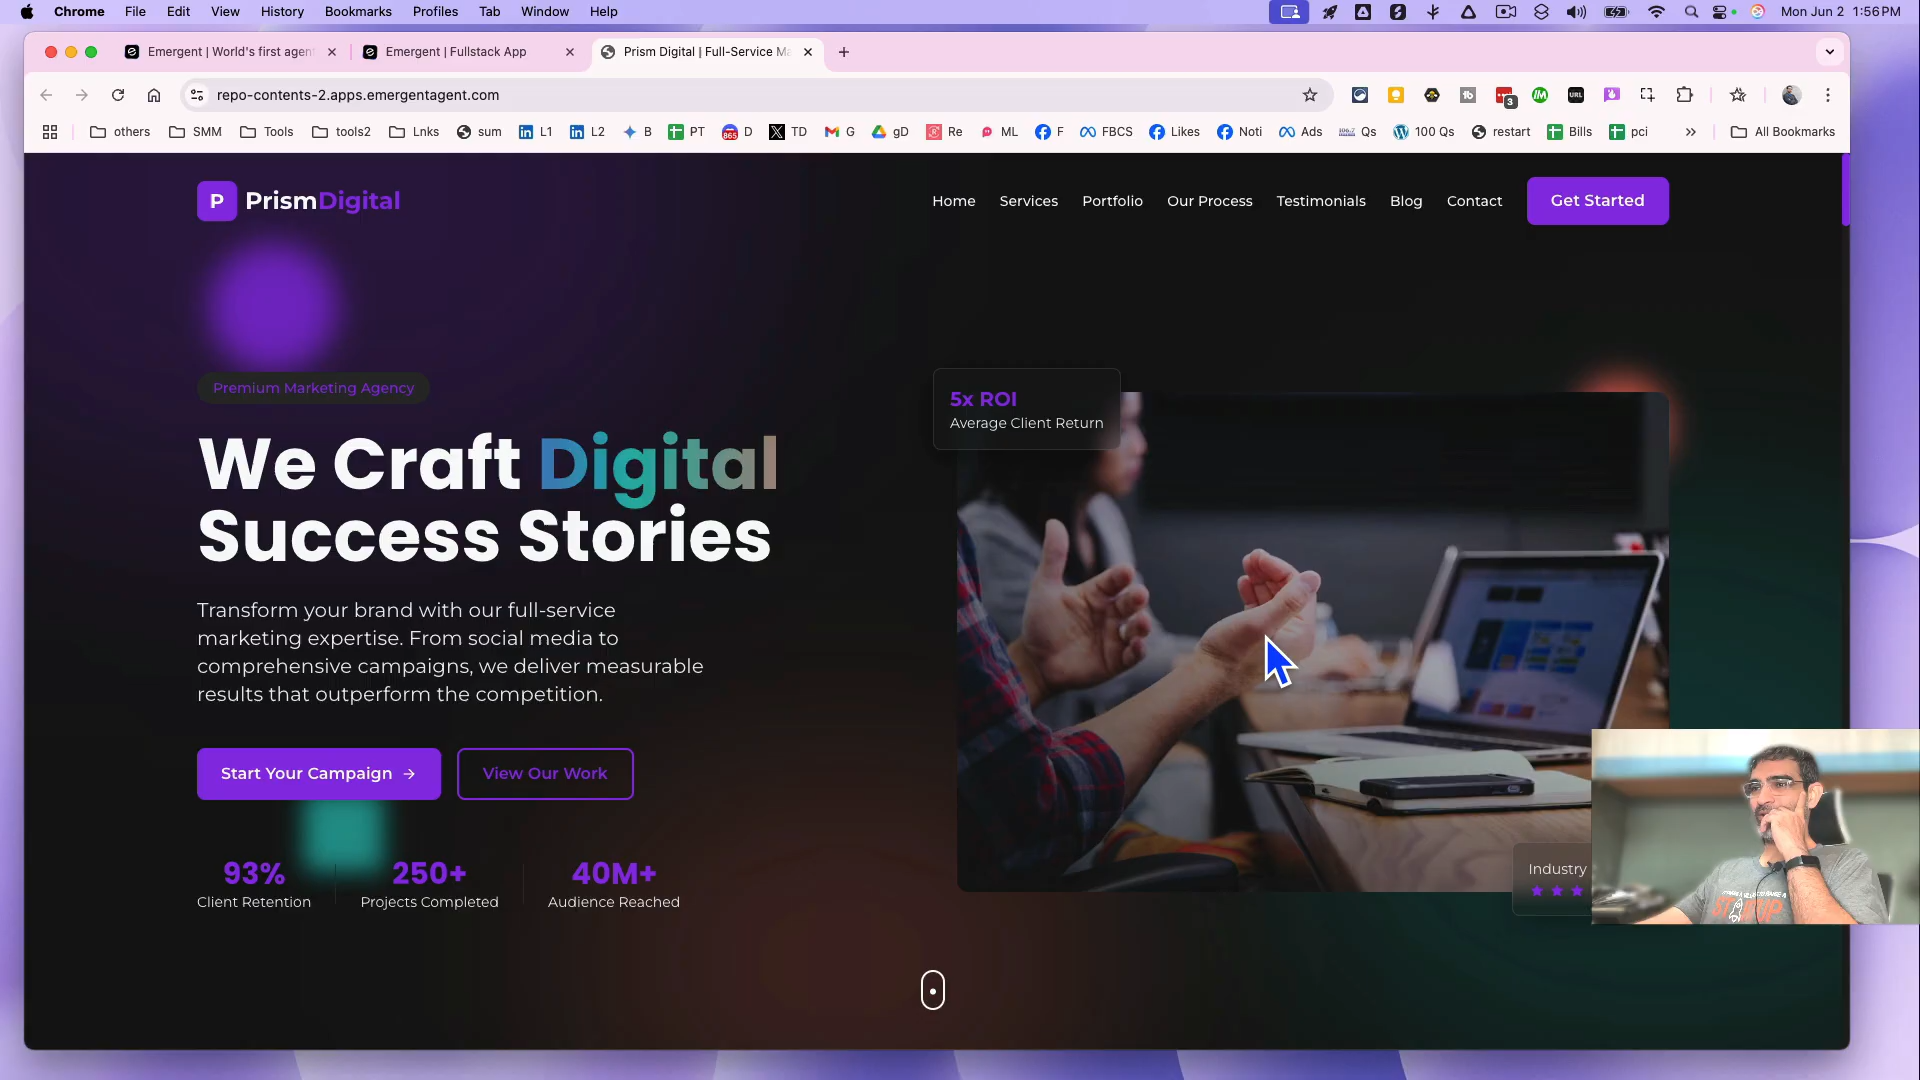 Chrome File Edit View History Bookmarks Profiles Tab Window Help
Mon Jun 2 1:56 PM
Emergent | World's first agen
Emergent | Fullstack App
Prism Digital | Full-Service Ma
repo-contents-2.apps.emergentagent.com
URL
3
others SMM Tools tools2 Lnks sum L1 L2 B PT D TD G gD Re ML F FBCS Likes Noti Ads Qs 100 Qs restart Bills pci » All Bookmarks
P PrismDigital
Home Services Portfolio Our Process Testimonials Blog Contact Get Started
Premium Marketing Agency
We Craft Digital
Success Stories
Transform your brand with our full-service
marketing expertise. From social media to
comprehensive campaigns, we deliver measurable
results that outperform the competition.
Start Your Campaign → View Our Work
93% 250+ 40M+
Client Retention Projects Completed Audience Reached
5x ROI
Average Client Return
Industry